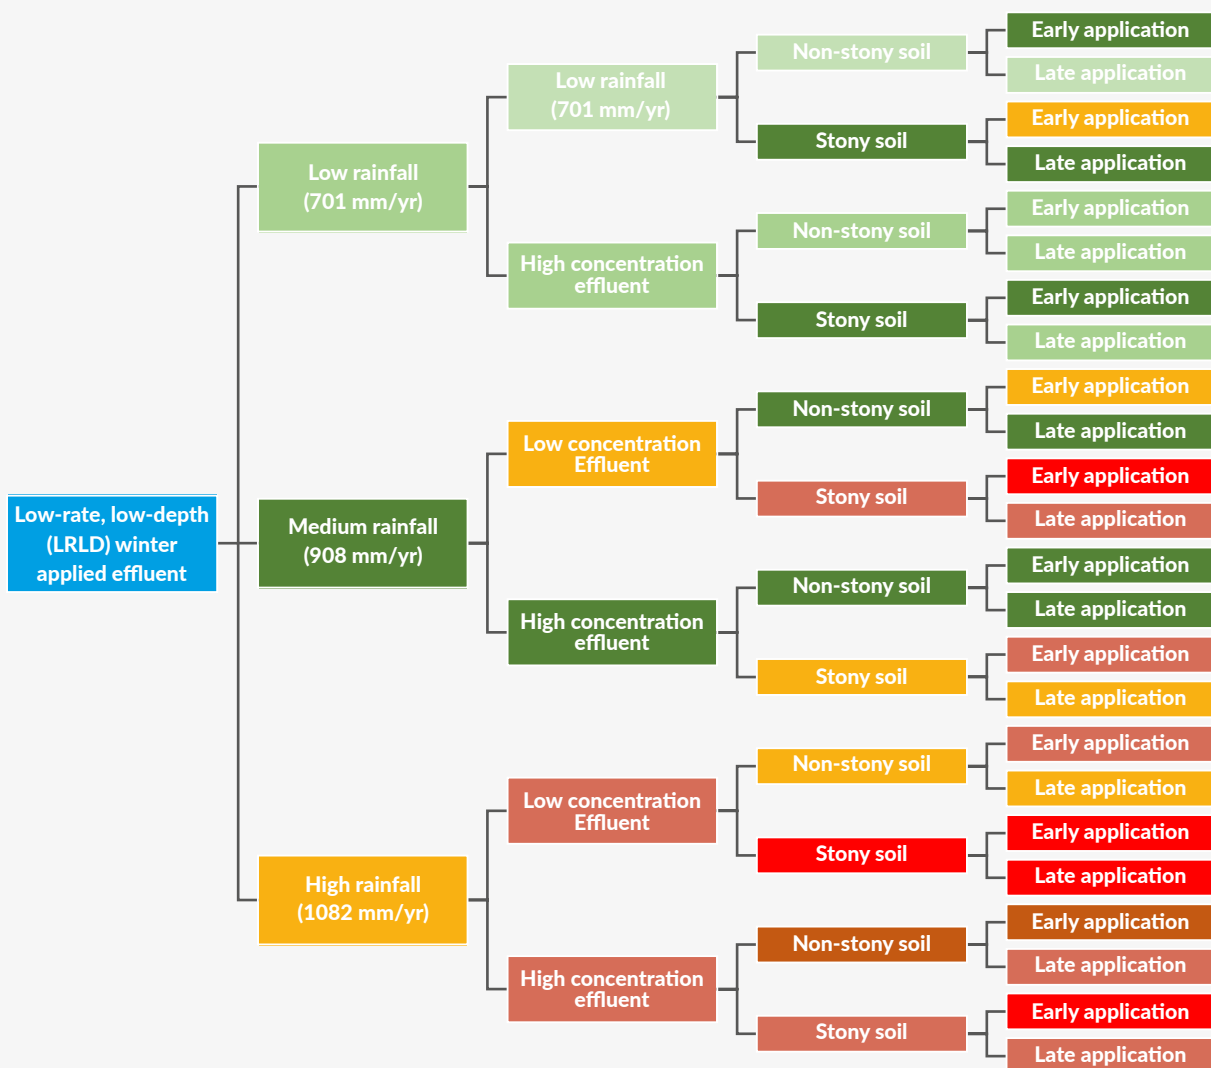 Low-rate, low-depth
(LRLD) winter
applied effluent
Low rainfall
(701 mm/yr)
Medium rainfall
(908 mm/yr)
High rainfall
(1082 mm/yr)
Low rainfall
(701 mm/yr)
High concentration
effluent
Low concentration
Effluent
High concentration
effluent
Low concentration
Effluent
High concentration
effluent
Non-stony soil
Stony soil
Non-stony soil
Stony soil
Non-stony soil
Stony soil
Non-stony soil
Stony soil
Non-stony soil
Stony soil
Non-stony soil
Stony soil
Early application
Late application
Early application
Late application
Early application
Late application
Early application
Late application
Early application
Late application
Early application
Late application
Early application
Late application
Early application
Late application
Early application
Late application
Early application
Late application
Early application
Late application
Early application
Late application